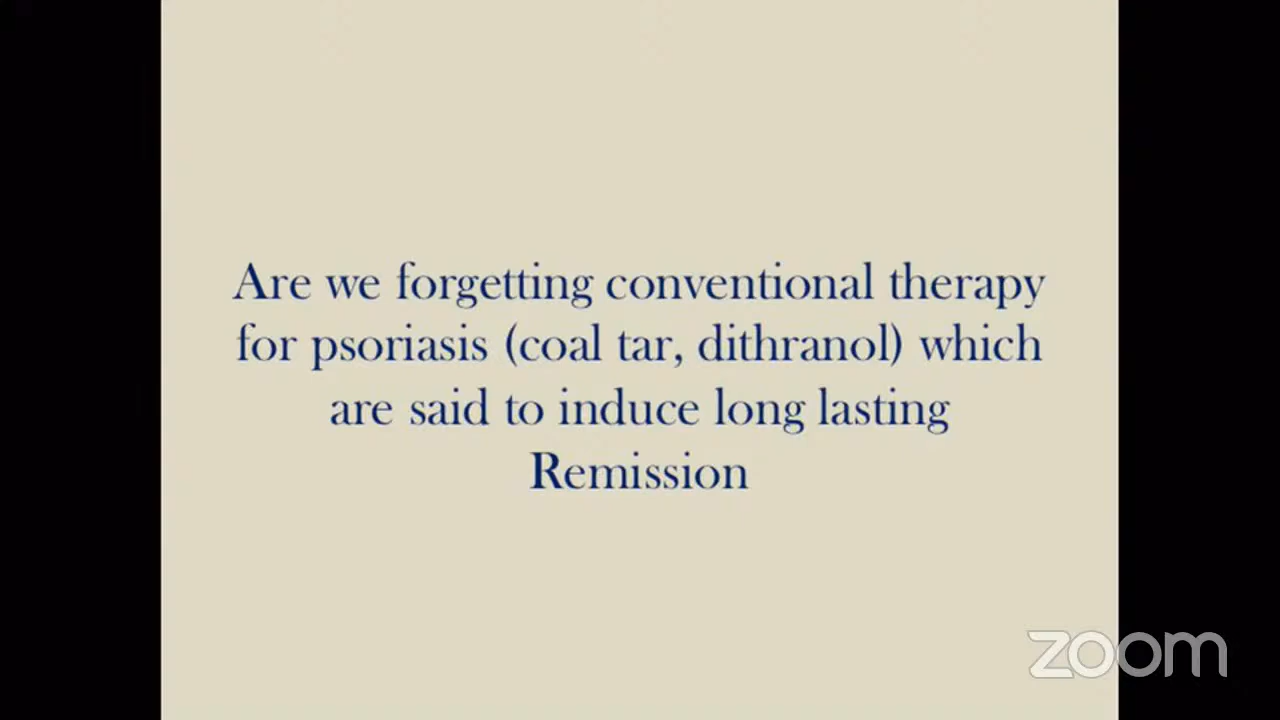 Are we forgetting conventional therapy
for psoriasis (coal tar, dithranol) which
are said to induce long lasting
Remission
zoom